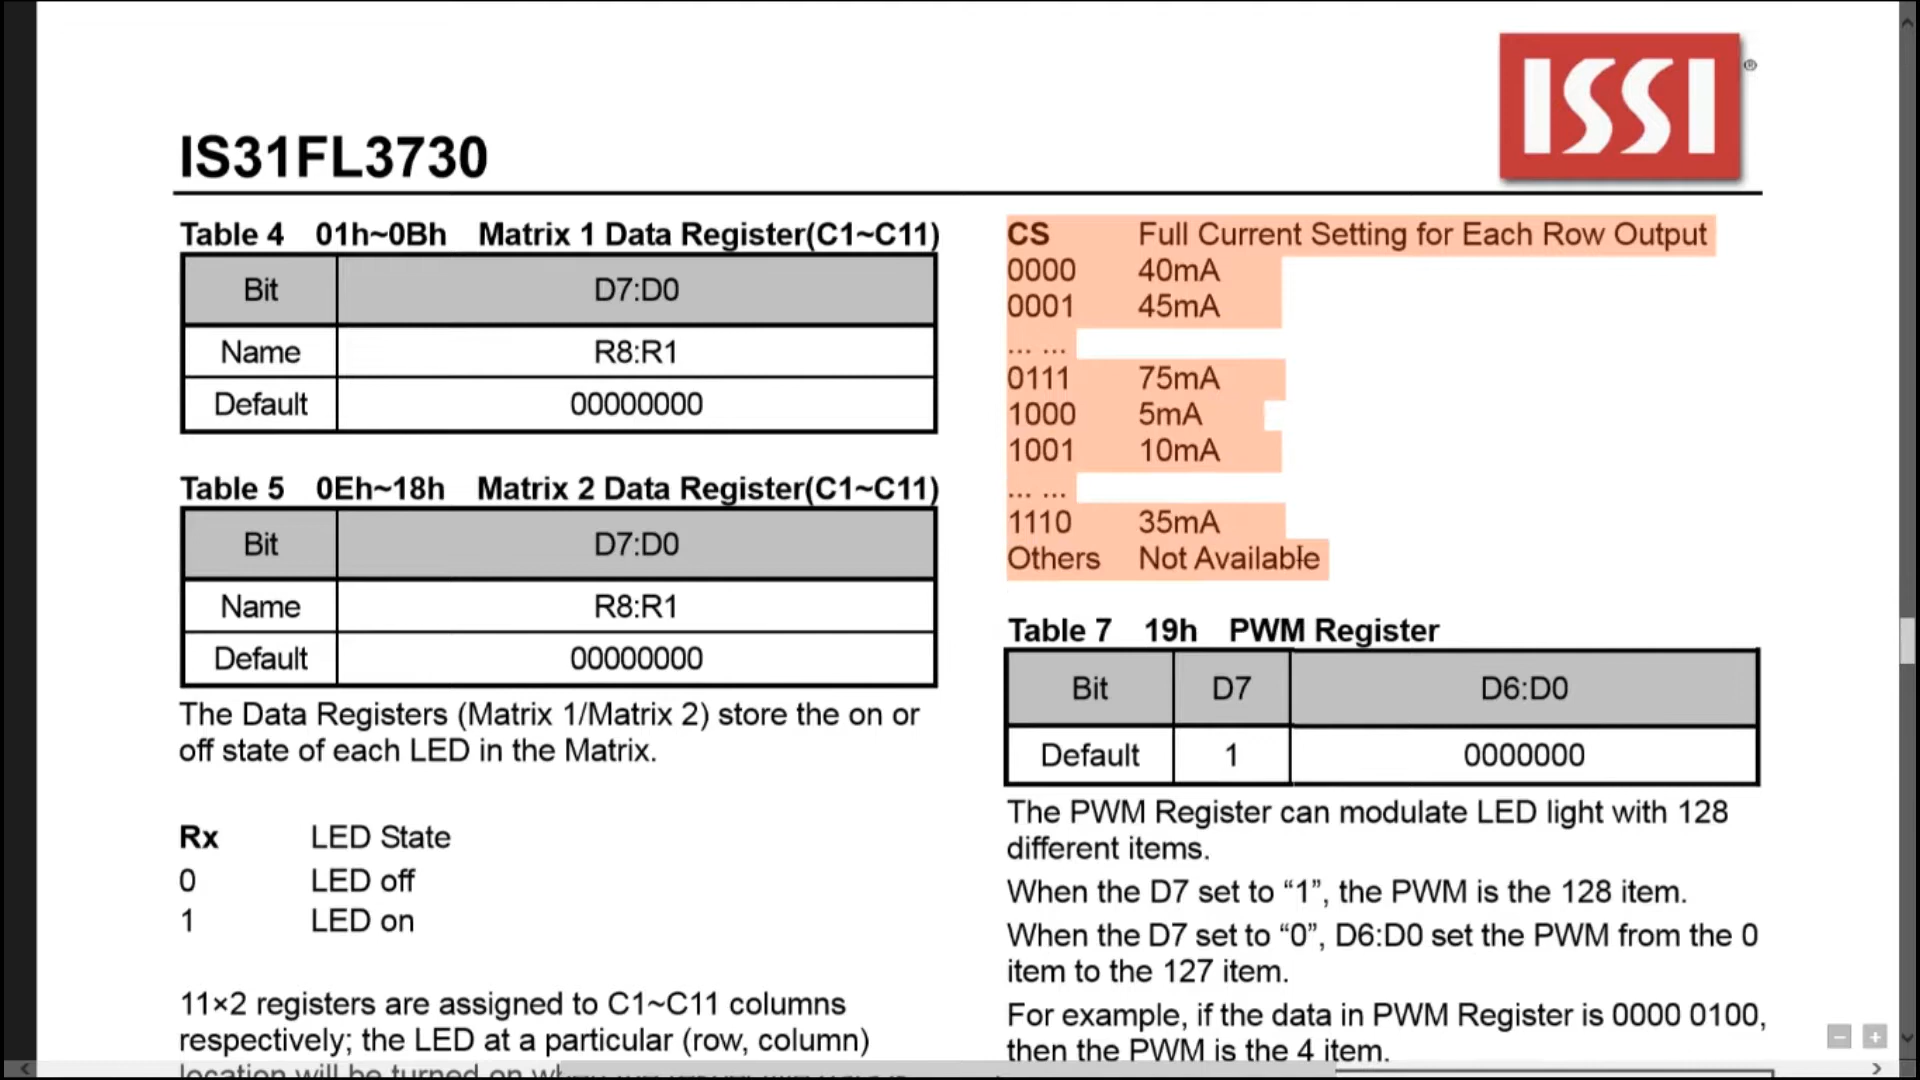 ISSI
®
IS31FL3730
Table 4 01h~0Bh Matrix 1 Data Register(C1~C11)
Bit D7:D0
Name R8:R1
Default 00000000
Table 5 0Eh~18h Matrix 2 Data Register(C1~C11)
Bit D7:D0
Name R8:R1
Default 00000000
The Data Registers (Matrix 1/Matrix 2) store the on or
off state of each LED in the Matrix.
Rx LED State
0 LED off
1 LED on
11×2 registers are assigned to C1~C11 columns
respectively; the LED at a particular (row, column)
location will be turned on
CS Full Current Setting for Each Row Output
0000 40mA
0001 45mA
... ...
0111 75mA
1000 5mA
1001 10mA
... ...
1110 35mA
Others Not Available
Table 7 19h PWM Register
Bit D7 D6:D0
Default 1 0000000
The PWM Register can modulate LED light with 128
different items.
When the D7 set to “1”, the PWM is the 128 item.
When the D7 set to “0”, D6:D0 set the PWM from the 0
item to the 127 item.
For example, if the data in PWM Register is 0000 0100,
then the PWM is the 4 item.